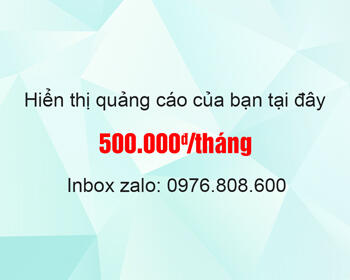 Hiển thị quảng cáo của bạn tại đây
500.000đ/tháng
Inbox zalo: 0976.808.600